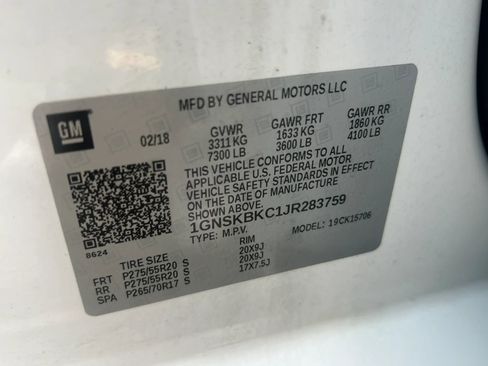 MFD BY GENERAL MOTORS LLC
GM
02/18
GVWR GAWR FRT GAWR RR
3311 KG 1633 KG 1860 KG
7300 LB 3600 LB 4100 LB
THIS VEHICLE CONFORMS TO ALL
APPLICABLE U.S. FEDERAL MOTOR
VEHICLE SAFETY STANDARDS IN EFFECT
ON THE DATE OF MANUFACTURE SHOWN ABOVE.
1GNSKBKC1JR283759
TYPE: M.P.V. MODEL: 19CK15706
8624
TIRE SIZE RIM
FRT P275/55R20 S 20X9J
RR P275/55R20 S 20X9J
SPA P265/70R17 S 17X7.5J